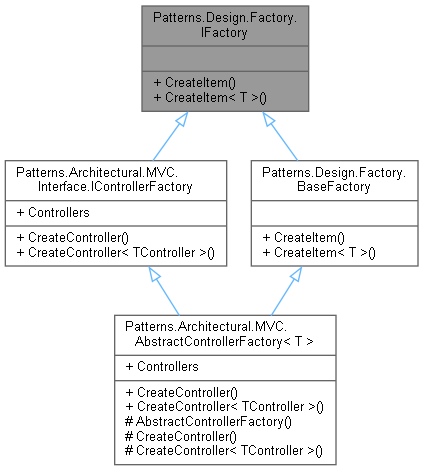 Patterns.Design.Factory.
IFactory
+ CreateItem()
+ CreateItem< T >()
Patterns.Architectural.MVC.
Interface.IControllerFactory
+ Controllers
+ CreateController()
+ CreateController< TController >()
Patterns.Design.Factory.
BaseFactory
+ CreateItem()
+ CreateItem< T >()
Patterns.Architectural.MVC.
AbstractControllerFactory< T >
+ Controllers
+ CreateController()
+ CreateController< TController >()
# AbstractControllerFactory()
# CreateController()
# CreateController< TController >()